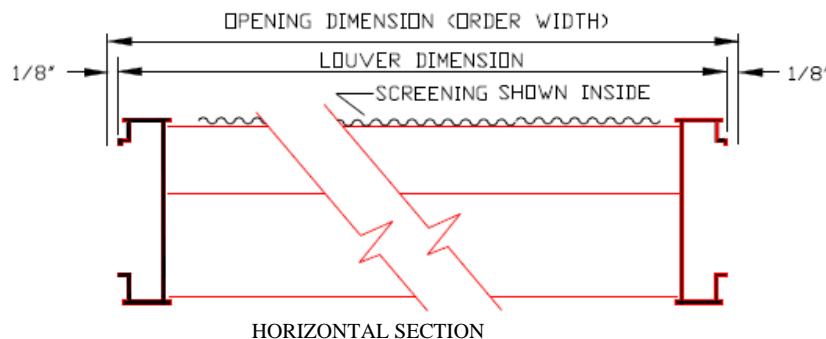 OPENING DIMENSION (ORDER WIDTH)
1/8" LOUVER DIMENSION 1/8"
SCREENING SHOWN INSIDE
HORIZONTAL SECTION